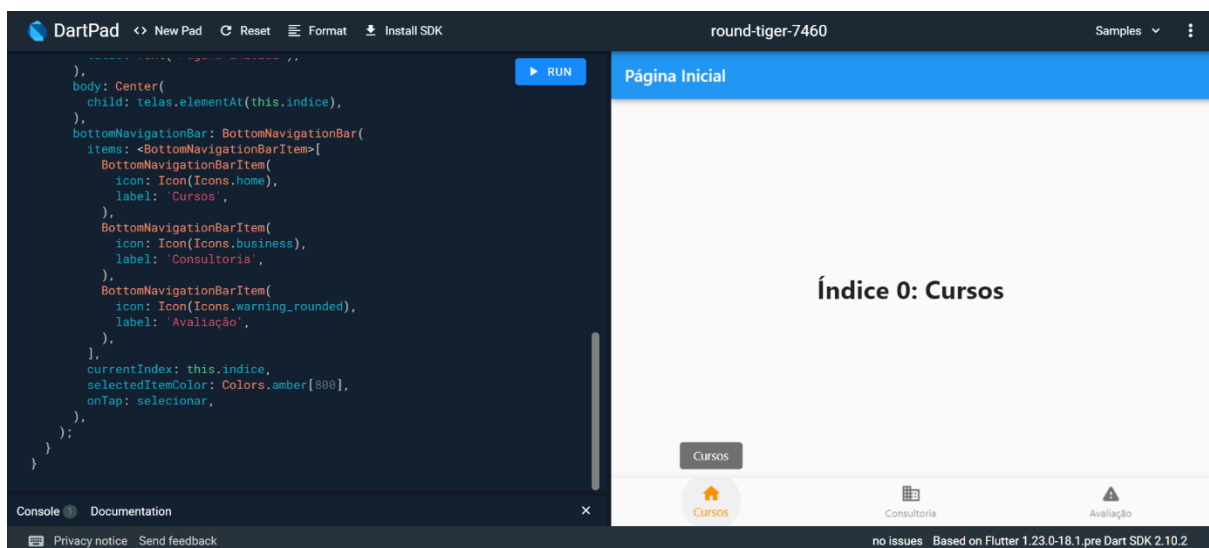 DartPad <> New Pad Reset Format Install SDK round-tiger-7460 Samples
),
body: Center(
child: telas.elementAt(this.indice),
),
bottomNavigationBar: BottomNavigationBar(
items: <BottomNavigationBarItem>[
BottomNavigationBarItem(
icon: Icon(Icons.home),
label: 'Cursos',
),
BottomNavigationBarItem(
icon: Icon(Icons.business),
label: 'Consultoria',
),
BottomNavigationBarItem(
icon: Icon(Icons.warning_rounded),
label: 'Avaliação',
),
],
currentIndex: this.indice,
selectedItemColor: Colors.amber[800],
onTap: selecionar,
),
);
}
}
RUN
Console 1 Documentation ×
Página Inicial
Índice 0: Cursos
Cursos
Cursos Consultoria Avaliação
Privacy notice Send feedback no issues Based on Flutter 1.23.0-18.1.pre Dart SDK 2.10.2